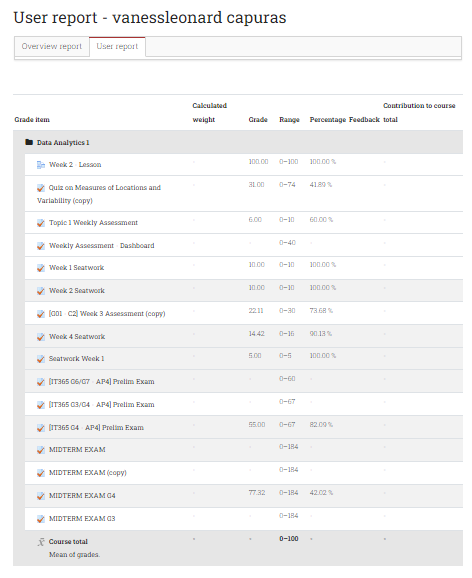 User report - vanessleonard capuras
Overview report User report
Calculated Contribution to course
Grade item weight Grade Range Percentage Feedback total
Data Analytics 1
Week 2 - Lesson - 100.00 0–100 100.00 % -
Quiz on Measures of Locations and - 31.00 0–74 41.89 % -
Variability (copy)
Topic 1 Weekly Assessment - 6.00 0–10 60.00 % -
Weekly Assessment - Dashboard - - 0–40 - -
Week 1 Seatwork - 10.00 0–10 100.00 % -
Week 2 Seatwork - 10.00 0–10 100.00 % -
[G01 - C2] Week 3 Assessment (copy) - 22.11 0–30 73.68 % -
Week 4 Seatwork - 14.42 0–16 90.13 % -
Seatwork Week 1 - 5.00 0–5 100.00 % -
[IT365 G6/G7 - AP4] Prelim Exam - - 0–60 - -
[IT365 G3/G4 - AP4] Prelim Exam - - 0–67 - -
[IT365 G4 - AP4] Prelim Exam - 55.00 0–67 82.09 % -
MIDTERM EXAM - - 0–184 - -
MIDTERM EXAM (copy) - - 0–184 - -
MIDTERM EXAM G4 - 77.32 0–184 42.02 % -
MIDTERM EXAM G3 - - 0–184 - -
Course total - - 0–100 - -
Mean of grades.